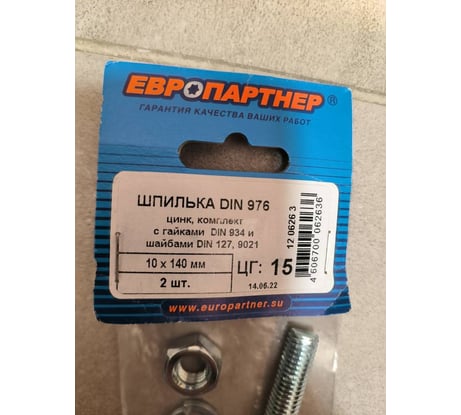 ЕВРОПАРТНЕР®
ГАРАНТИЯ КАЧЕСТВА ВАШИХ РАБОТ
ШПИЛЬКА DIN 976
цинк, комплект
с гайками DIN 934 и
шайбами DIN 127, 9021
10 х 140 мм
2 шт.
ЦГ: 15
14.06.22
12 0626 3
4 606700 062636
www.europartner.su